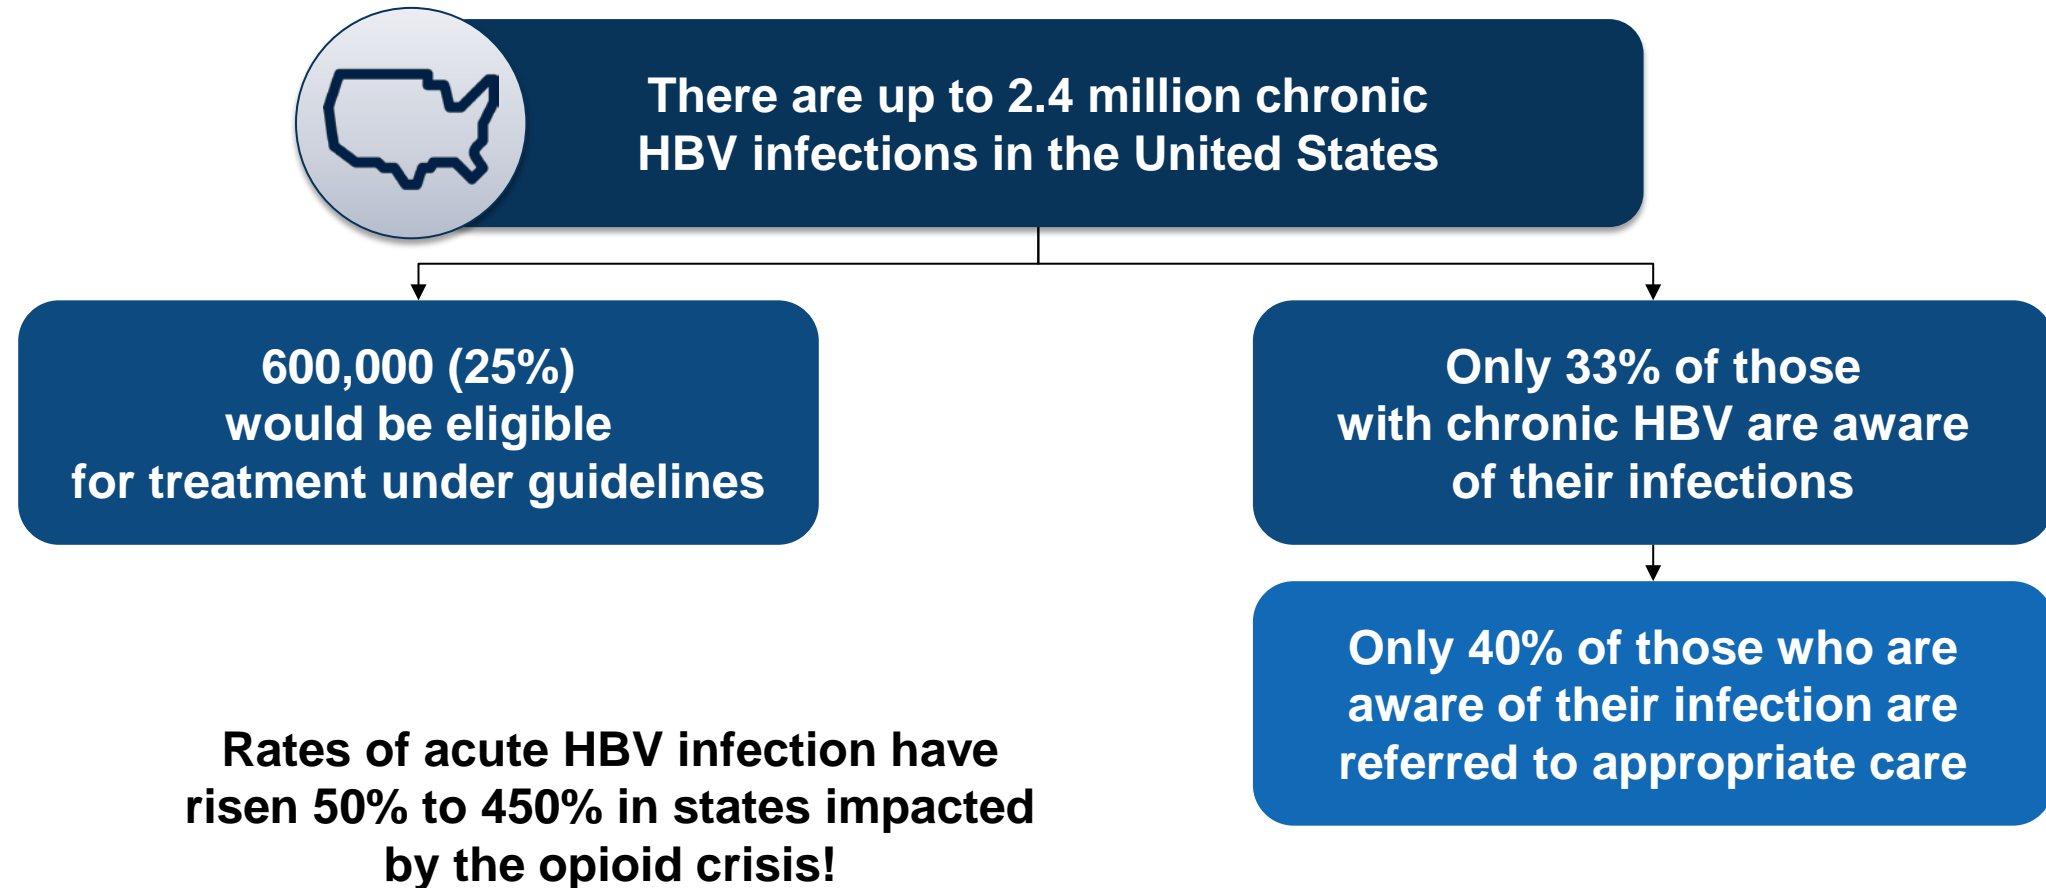 There are up to 2.4 million chronic
HBV infections in the United States
600,000 (25%)
would be eligible
for treatment under guidelines
Only 33% of those
with chronic HBV are aware
of their infections
Only 40% of those who are
aware of their infection are
referred to appropriate care
Rates of acute HBV infection have
risen 50% to 450% in states impacted
by the opioid crisis!